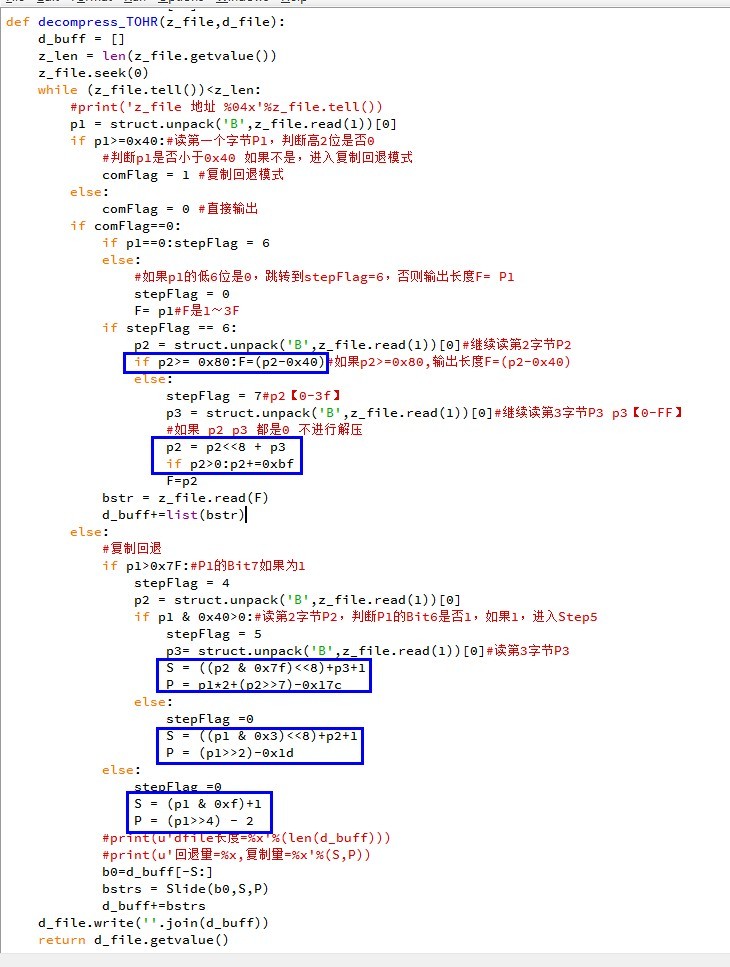 def decompress_TOHR(z_file,d_file):
    d_buff = []
    z_len = len(z_file.getvalue())
    z_file.seek(0)
    while (z_file.tell())<z_len:
        #print('z_file 地址 %04x'%z_file.tell())
        p1 = struct.unpack('B',z_file.read(1))[0]
        if p1>=0x40:#读第一个字节P1，判断高2位是否0
            #判断p1是否小于0x40 如果不是，进入复制回退模式
            comFlag = 1 #复制回退模式
        else:
            comFlag = 0 #直接输出
        if comFlag==0:
            if p1==0:stepFlag = 6
            else:
                #如果p1的低6位是0，跳转到stepFlag=6，否则输出长度F= P1
                stepFlag = 0
                F= p1#F是1～3F
            if stepFlag == 6:
                p2 = struct.unpack('B',z_file.read(1))[0]#继续读第2字节P2
                if p2>= 0x80:F=(p2-0x40)#如果p2>=0x80,输出长度F=(p2-0x40)
                else:
                    stepFlag = 7#p2【0-3f】
                    p3 = struct.unpack('B',z_file.read(1))[0]#继续读第3字节P3 p3【0-FF】
                    #如果 p2 p3 都是0 不进行解压
                    p2 = p2<<8 + p3
                    if p2>0:p2+=0xbf
                    F=p2
            bstr = z_file.read(F)
            d_buff+=list(bstr)
        else:
            #复制回退
            if p1>0x7F:#P1的Bit7如果为1
                stepFlag = 4
                p2 = struct.unpack('B',z_file.read(1))[0]
                if p1 & 0x40>0:#读第2字节P2，判断P1的Bit6是否1，如果1，进入Step5
                    stepFlag = 5
                    p3= struct.unpack('B',z_file.read(1))[0]#读第3字节P3
                    S = ((p2 & 0x7f)<<8)+p3+1
                    P = p1*2+(p2>>7)-0x17c
                else:
                    stepFlag =0
                    S = ((p1 & 0x3)<<8)+p2+1
                    P = (p1>>2)-0x1d
            else:
                stepFlag =0
                S = (p1 & 0xf)+1
                P = (p1>>4) - 2
            #print(u'dfile长度=%x'%(len(d_buff)))
            #print(u'回退量=%x,复制量=%x'%(S,P))
            b0=d_buff[-S:]
            bstrs = Slide(b0,S,P)
            d_buff+=bstrs
    d_file.write(''.join(d_buff))
    return d_file.getvalue()